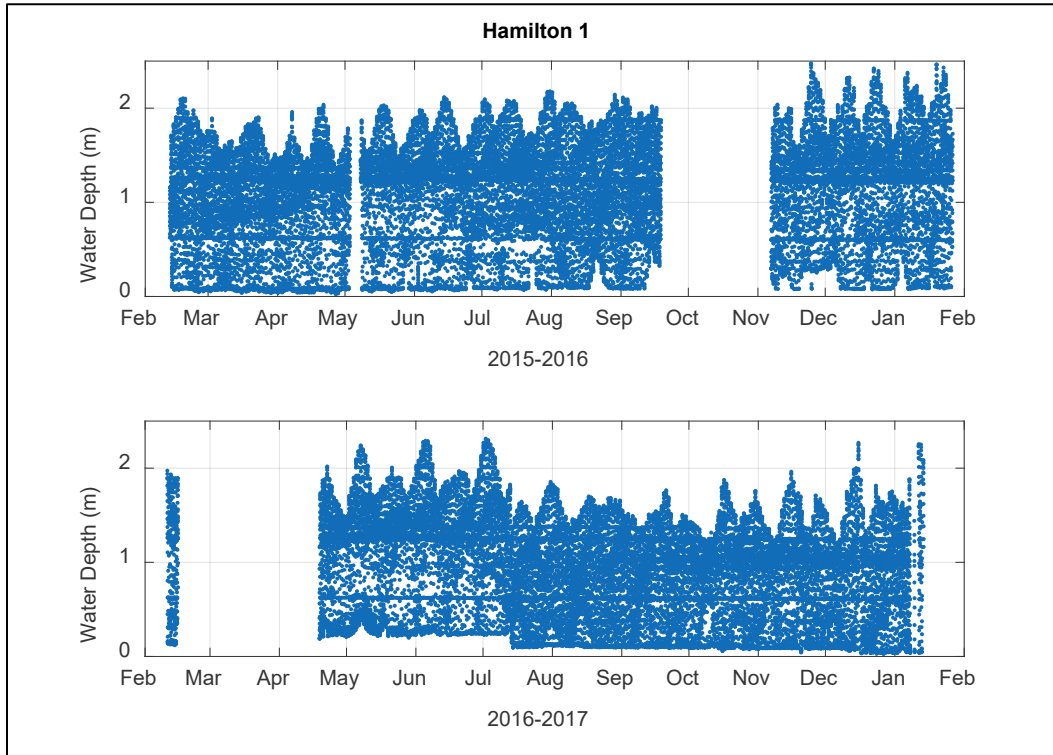 Hamilton 1
2
1
0
Water Depth (m)
Feb Mar Apr May Jun Jul Aug Sep Oct Nov Dec Jan Feb
2015-2016
2
1
0
Water Depth (m)
Feb Mar Apr May Jun Jul Aug Sep Oct Nov Dec Jan Feb
2016-2017